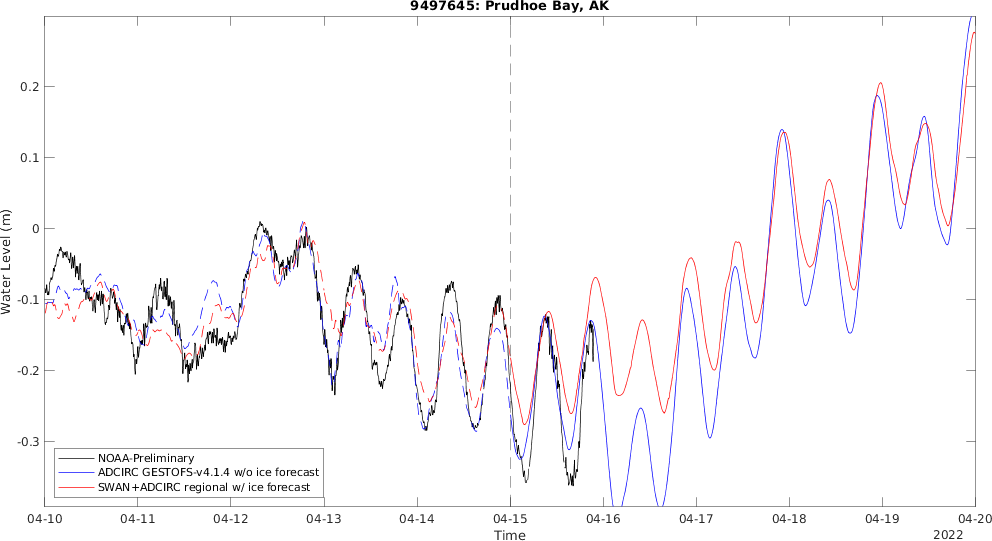 9497645: Prudhoe Bay, AK
Water Level (m)
0.2
0.1
0
-0.1
-0.2
-0.3
NOAA-Preliminary
ADCIRC GESTOFS-v4.1.4 w/o ice forecast
SWAN+ADCIRC regional w/ ice forecast
04-10 04-11 04-12 04-13 04-14 04-15 04-16 04-17 04-18 04-19 04-20
Time
2022